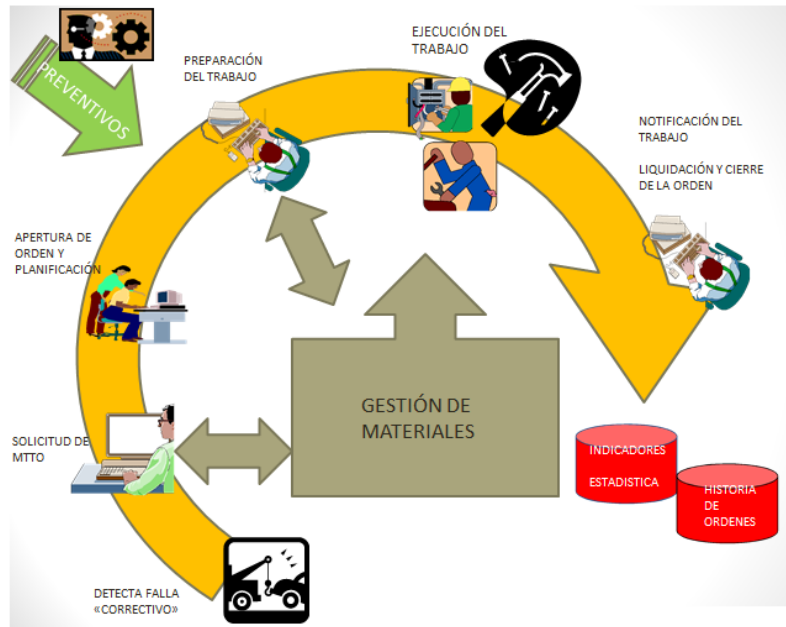 PREVENTIVOS
PREPARACIÓN
DEL TRABAJO
EJECUCIÓN DEL
TRABAJO
NOTIFICACIÓN DEL
TRABAJO
LIQUIDACIÓN Y CIERRE
DE LA ORDEN
APERTURA DE
ORDEN Y
PLANIFICACIÓN
SOLICITUD DE
MTTO
GESTIÓN DE
MATERIALES
INDICADORES
ESTADISTICA
HISTORIA
DE
ORDENES
DETECTA FALLA
«CORRECTIVO»